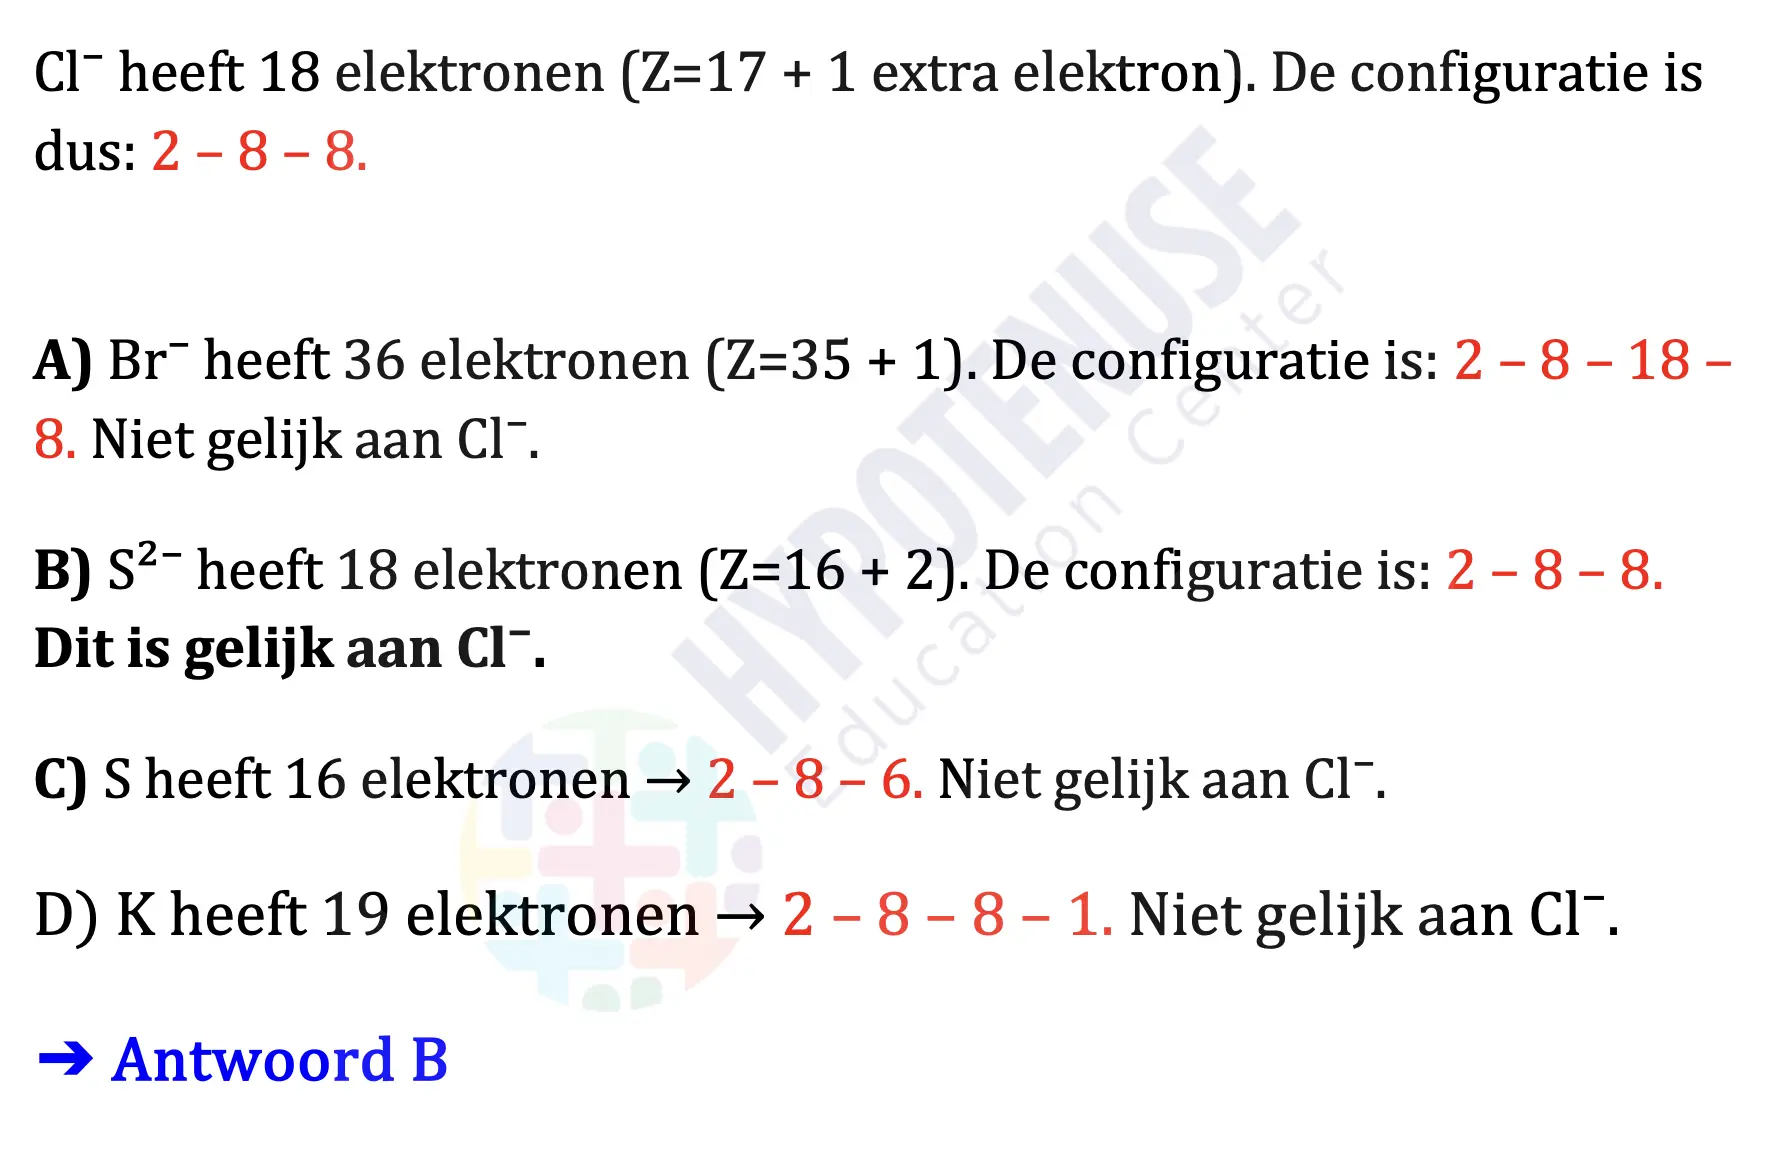 Cl⁻ heeft 18 elektronen (Z=17 + 1 extra elektron). De configuratie is
dus: 2 – 8 – 8.
A) Br⁻ heeft 36 elektronen (Z=35 + 1). De configuratie is: 2 – 8 – 18 –
8. Niet gelijk aan Cl⁻.
B) S²⁻ heeft 18 elektronen (Z=16 + 2). De configuratie is: 2 – 8 – 8.
Dit is gelijk aan Cl⁻.
C) S heeft 16 elektronen → 2 – 8 – 6. Niet gelijk aan Cl⁻.
D) K heeft 19 elektronen → 2 – 8 – 8 – 1. Niet gelijk aan Cl⁻.
➔ Antwoord B
HYPOTENUSE
Education Center